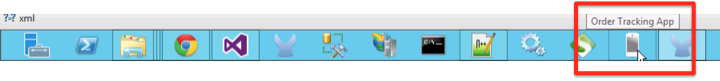 ?-? xml
Order Tracking App